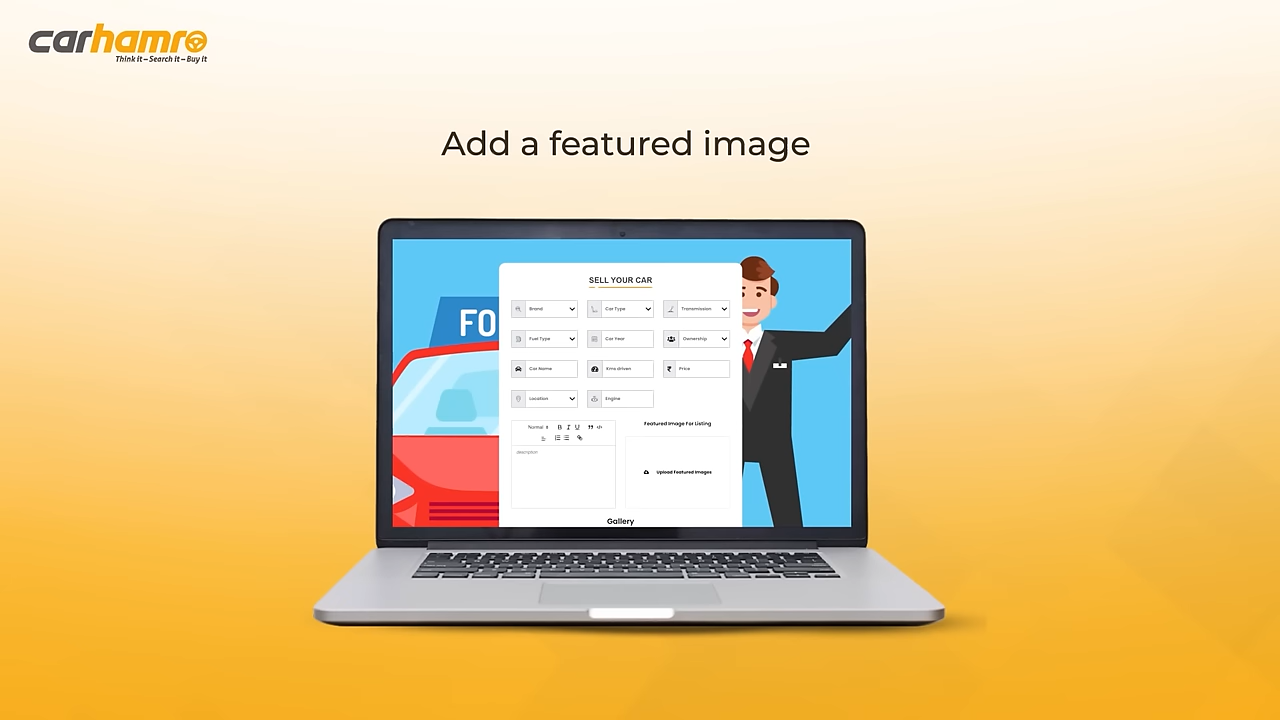 carhamro
Think It – Search It – Buy It
Add a featured image
FO
SELL YOUR CAR
Brand
Car Type
Transmission
Fuel Type
Car Year
Ownership
Car Name
Kms driven
Price
Location
Engine
Normal
B I U
Featured Image For Listing
description
Upload Featured Images
Gallery